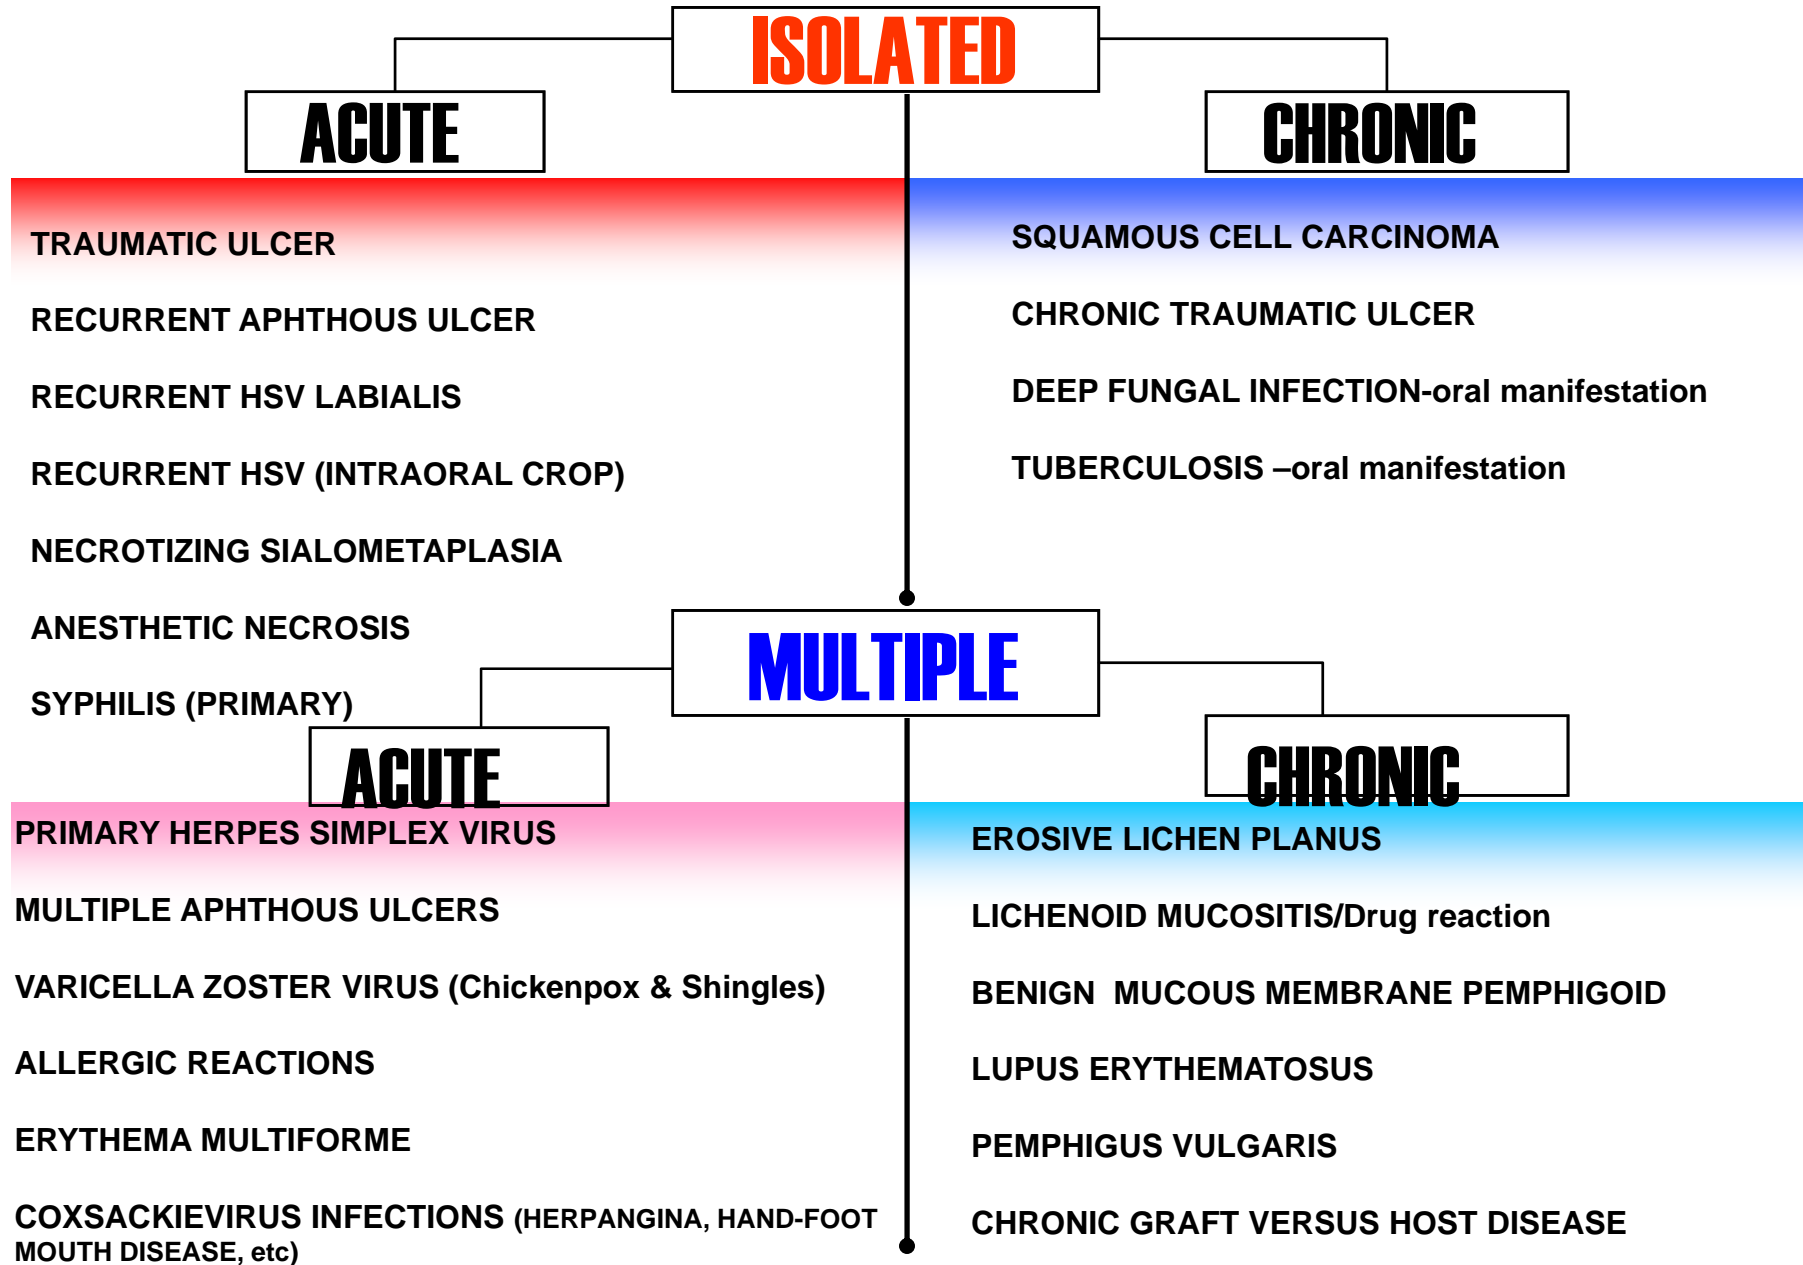 ISOLATED
ACUTE
TRAUMATIC ULCER
RECURRENT APHTHOUS ULCER
RECURRENT HSV LABIALIS
RECURRENT HSV (INTRAORAL CROP)
NECROTIZING SIALOMETAPLASIA
ANESTHETIC NECROSIS
SYPHILIS (PRIMARY)
CHRONIC
SQUAMOUS CELL CARCINOMA
CHRONIC TRAUMATIC ULCER
DEEP FUNGAL INFECTION-oral manifestation
TUBERCULOSIS –oral manifestation
MULTIPLE
ACUTE
PRIMARY HERPES SIMPLEX VIRUS
MULTIPLE APHTHOUS ULCERS
VARICELLA ZOSTER VIRUS (Chickenpox & Shingles)
ALLERGIC REACTIONS
ERYTHEMA MULTIFORME
COXSACKIEVIRUS INFECTIONS (HERPANGINA, HAND-FOOT
MOUTH DISEASE, etc)
CHRONIC
EROSIVE LICHEN PLANUS
LICHENOID MUCOSITIS/Drug reaction
BENIGN  MUCOUS MEMBRANE PEMPHIGOID
LUPUS ERYTHEMATOSUS
PEMPHIGUS VULGARIS
CHRONIC GRAFT VERSUS HOST DISEASE